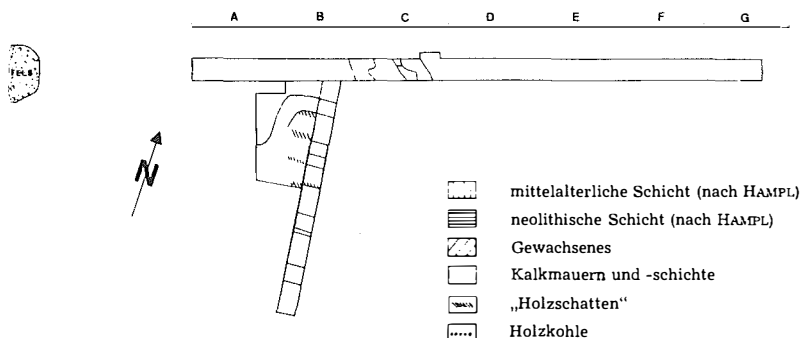 A B C D E F G
FELS
N
mittelalterliche Schicht (nach HAMPL)
neolithische Schicht (nach HAMPL)
Gewachsenes
Kalkmauern und -schichte
„Holzschatten“
Holzkohle